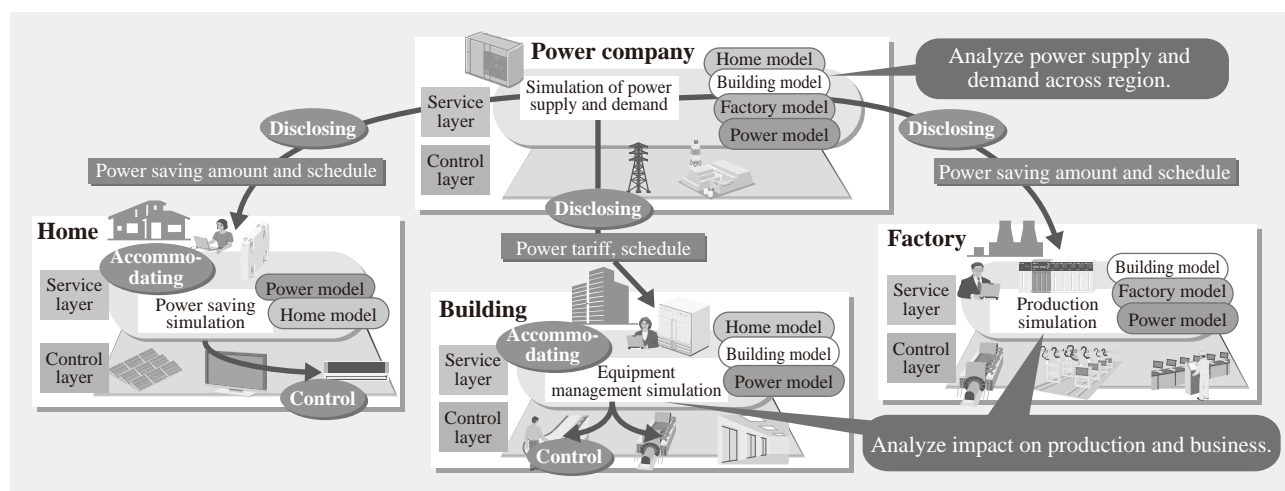 Power company
Home model
Building model
Factory model
Power model
Simulation of power
supply and demand
Service
layer
Control
layer
Analyze power supply and
demand across region.
Disclosing
Power saving amount and schedule
Disclosing
Power tariff, schedule
Disclosing
Power saving amount and schedule
Home
Accommo-
dating
Service
layer
Power saving
simulation
Power model
Home model
Control
layer
Control
Building
Accommo-
dating
Service
layer
Equipment
management simulation
Home model
Building model
Power model
Control
layer
Control
Factory
Service
layer
Production
simulation
Building model
Factory model
Power model
Control
layer
Analyze impact on production and business.